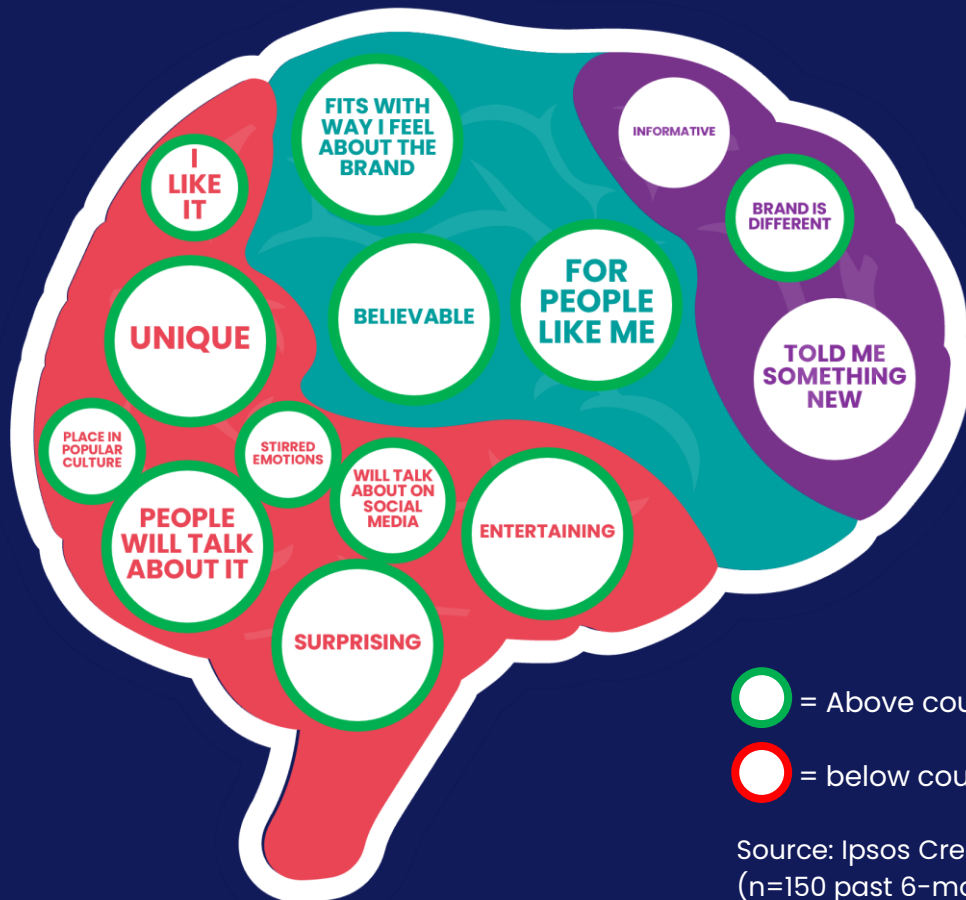 FITS WITH
WAY I FEEL
ABOUT THE
BRAND
INFORMATIVE
I
LIKE
IT
BRAND IS
DIFFERENT
UNIQUE
BELIEVABLE
FOR
PEOPLE
LIKE ME
TOLD ME
SOMETHING
NEW
PLACE IN
POPULAR
CULTURE
STIRRED
EMOTIONS
WILL TALK
ABOUT ON
SOCIAL
MEDIA
PEOPLE
WILL TALK
ABOUT IT
ENTERTAINING
SURPRISING
= Above cou
= below cou
Source: Ipsos Cre
(n=150 past 6-mo